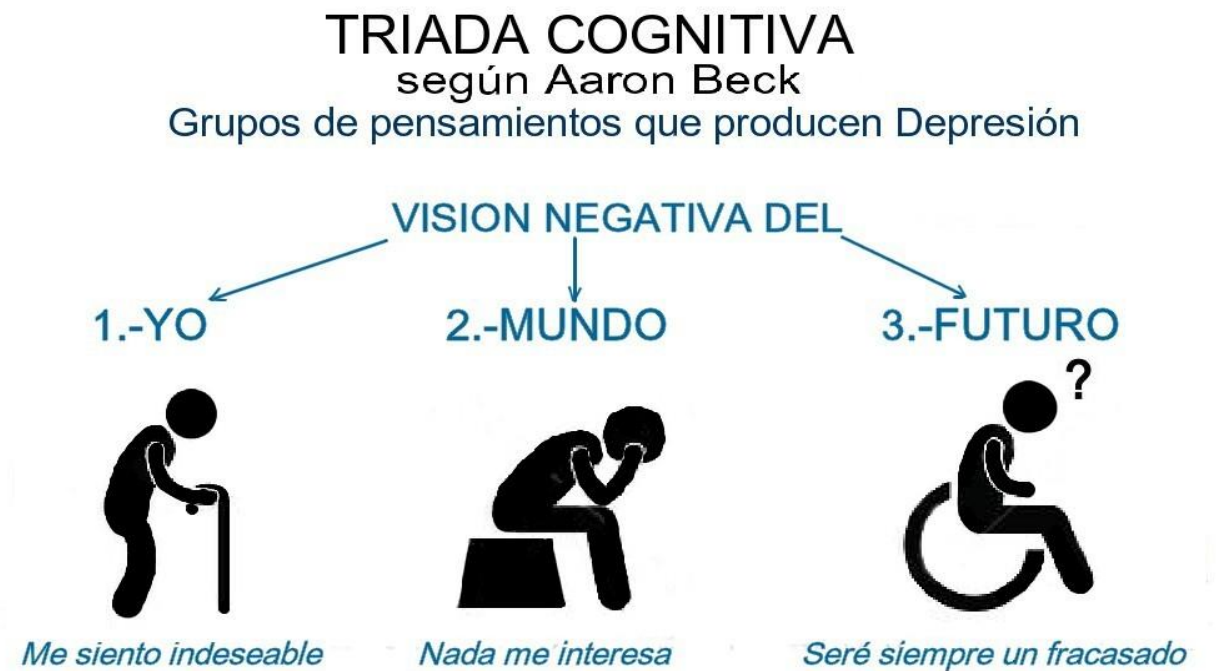 TRIADA COGNITIVA
según Aaron Beck
Grupos de pensamientos que producen Depresión
VISION NEGATIVA DEL
1.-YO
2.-MUNDO
3.-FUTURO
?
Me siento indeseable
Nada me interesa
Seré siempre un fracasado